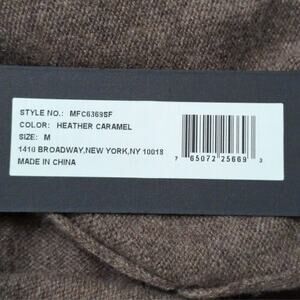 STYLE NO.: MFC6369SF
COLOR: HEATHER CARAMEL
SIZE: M
1410 BROADWAY,NEW YORK,NY 10018
MADE IN CHINA
7 65072 25669 3